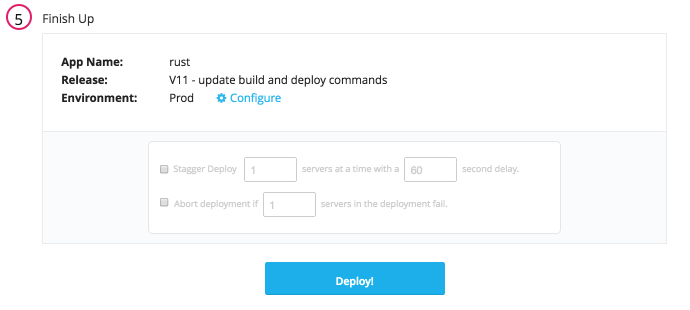 5 Finish Up
App Name: rust
Release: V11 - update build and deploy commands
Environment: Prod Configure
Stagger Deploy 1 servers at a time with a 60 second delay.
Abort deployment if 1 servers in the deployment fail.
Deploy!